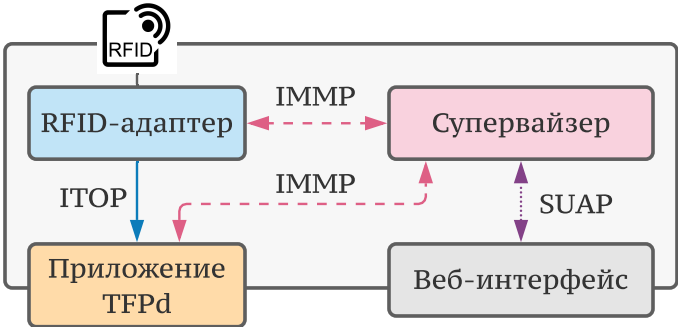 RFID
IMMP
RFID-адаптер
Супервайзер
ITOP
IMMP
SUAP
Приложение
TFPd
Веб-интерфейс